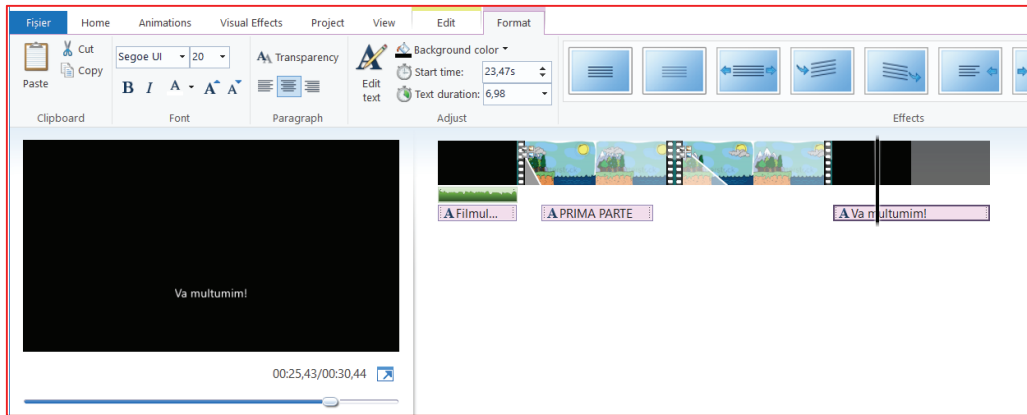 Fișier Home Animations Visual Effects Project View Edit Format
Cut
Copy
Paste
Clipboard
Segoe UI 20
B I A A A
Font
AA Transparency
Paragraph
Edit text
Background color
Start time: 23,47s
Text duration: 6,98
Adjust
Effects
Va multumim!
00:25,43/00:30,44
A Filmul...
A PRIMA PARTE
A Va multumim!